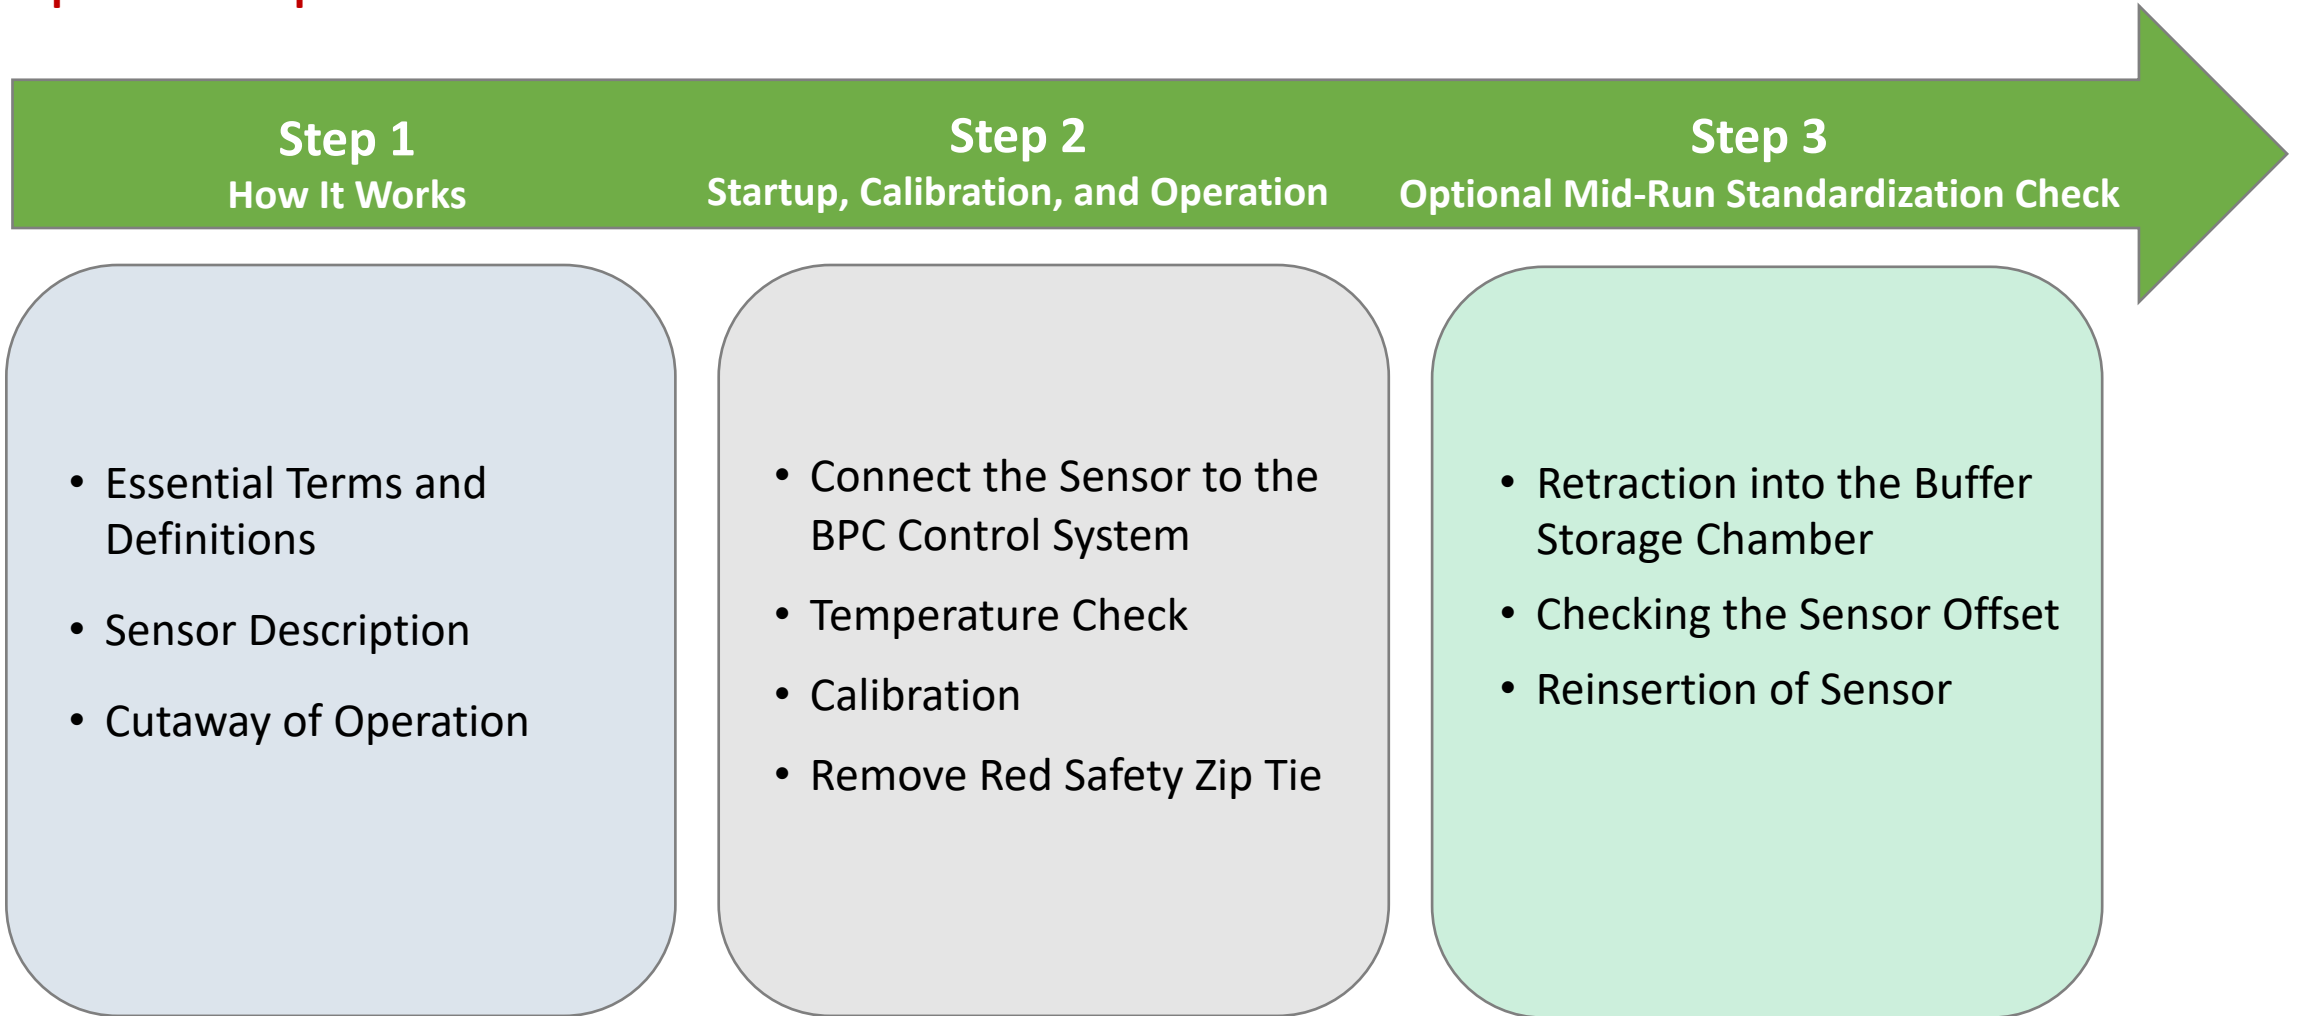 Step 1
How It Works
Step 2
Startup, Calibration, and Operation
Step 3
Optional Mid-Run Standardization Check
• Essential Terms and
Definitions
• Sensor Description
• Cutaway of Operation
• Connect the Sensor to the
BPC Control System
• Temperature Check
• Calibration
• Remove Red Safety Zip Tie
• Retraction into the Buffer
Storage Chamber
• Checking the Sensor Offset
• Reinsertion of Sensor